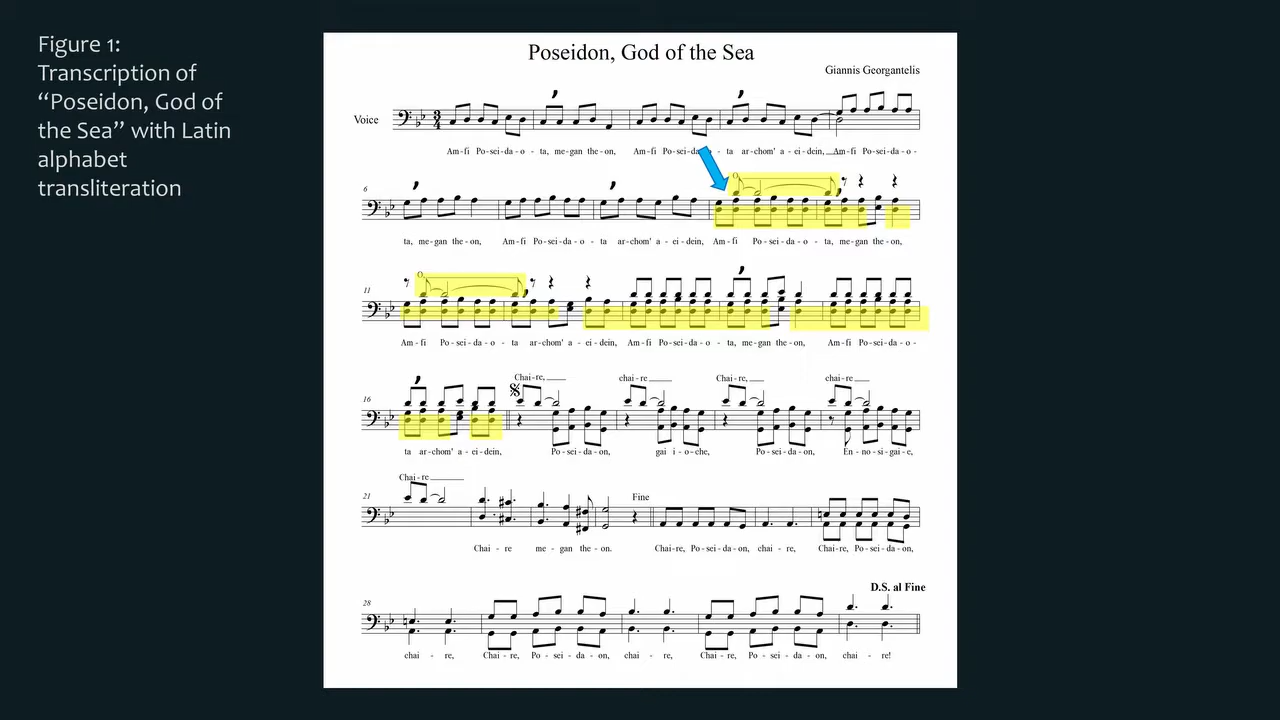 Figure 1:
Transcription of
“Poseidon, God of
the Sea” with Latin
alphabet
transliteration
Poseidon, God of the Sea
Giannis Georgantelis
Voice
Am-fi Po-sei-da-o - ta, me-gan the-on, Am-fi Po-sei-da-o - ta ar-chom' a - ei-dein, Am-fi Po-sei-da-o-
6
O
ta, me-gan the-on, Am-fi Po-sei-da-o - ta ar-chom' a - ei-dein, Am-fi Po-sei-da-o - ta, me-gan the-on,
11
O
Am-fi Po-sei-da-o - ta ar-chom' a - ei-dein, Am-fi Po-sei-da-o - ta, me-gan the-on, Am-fi Po-sei-da-o-
Chai-re, chai-re Chai-re, chai-re
16
ta ar-chom' a - ei-dein, Po-sei-da-on, gai i-o-che, Po-sei-da-on, En-no-si-gai-e,
Chai-re
21
Fine
Chai - re me - gan the - on. Chai-re, Po-sei-da-on, chai-re, Chai-re, Po-sei-da-on,
D.S. al Fine
28
chai - re, Chai-re, Po-sei-da-on, chai-re, Chai-re, Po-sei-da-on, chai-re!